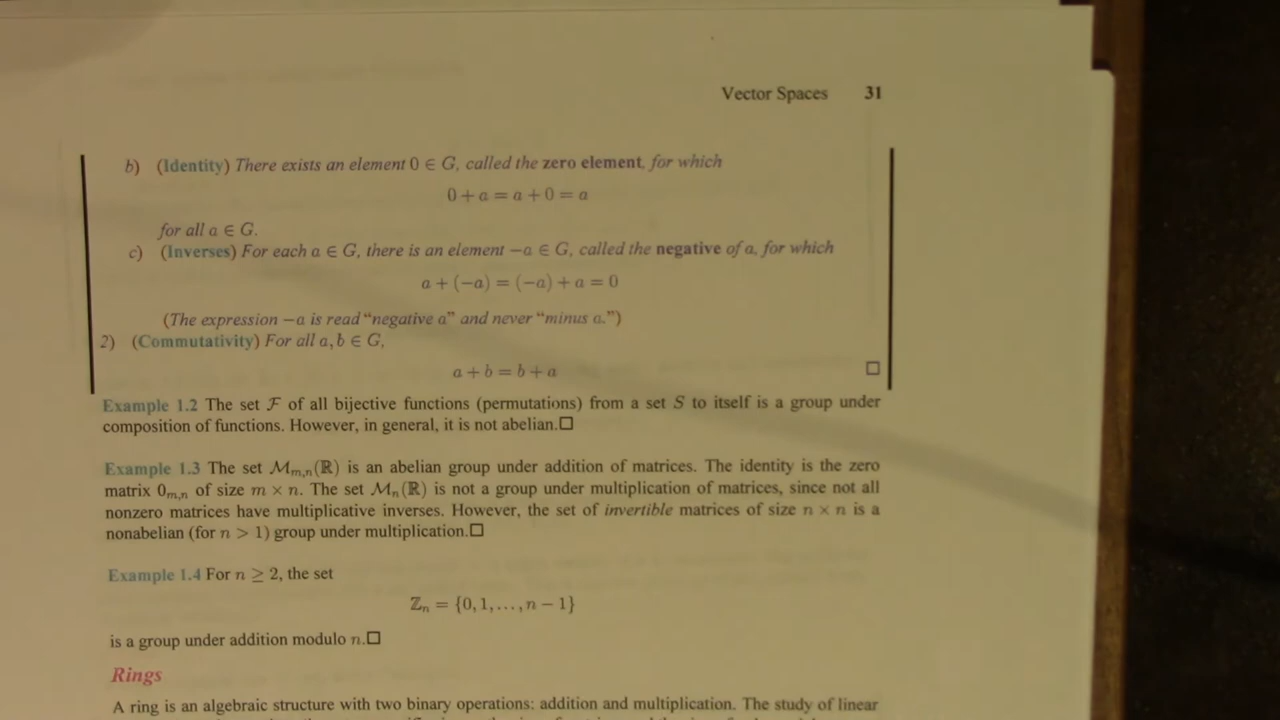 Vector Spaces 31
b) (Identity) There exists an element 0 ∈ G, called the zero element, for which
0 + a = a + 0 = a
for all a ∈ G.
c) (Inverses) For each a ∈ G, there is an element −a ∈ G, called the negative of a, for which
a + (−a) = (−a) + a = 0
(The expression −a is read “negative a” and never “minus a.”)
2) (Commutativity) For all a, b ∈ G,
a + b = b + a □
Example 1.2 The set ℱ of all bijective functions (permutations) from a set S to itself is a group under
composition of functions. However, in general, it is not abelian.□
Example 1.3 The set ℳm,n(ℝ) is an abelian group under addition of matrices. The identity is the zero
matrix 0m,n of size m × n. The set ℳn(ℝ) is not a group under multiplication of matrices, since not all
nonzero matrices have multiplicative inverses. However, the set of invertible matrices of size n × n is a
nonabelian (for n > 1) group under multiplication.□
Example 1.4 For n ≥ 2, the set
ℤn = {0, 1, …, n − 1}
is a group under addition modulo n.□
Rings
A ring is an algebraic structure with two binary operations: addition and multiplication. The study of linear